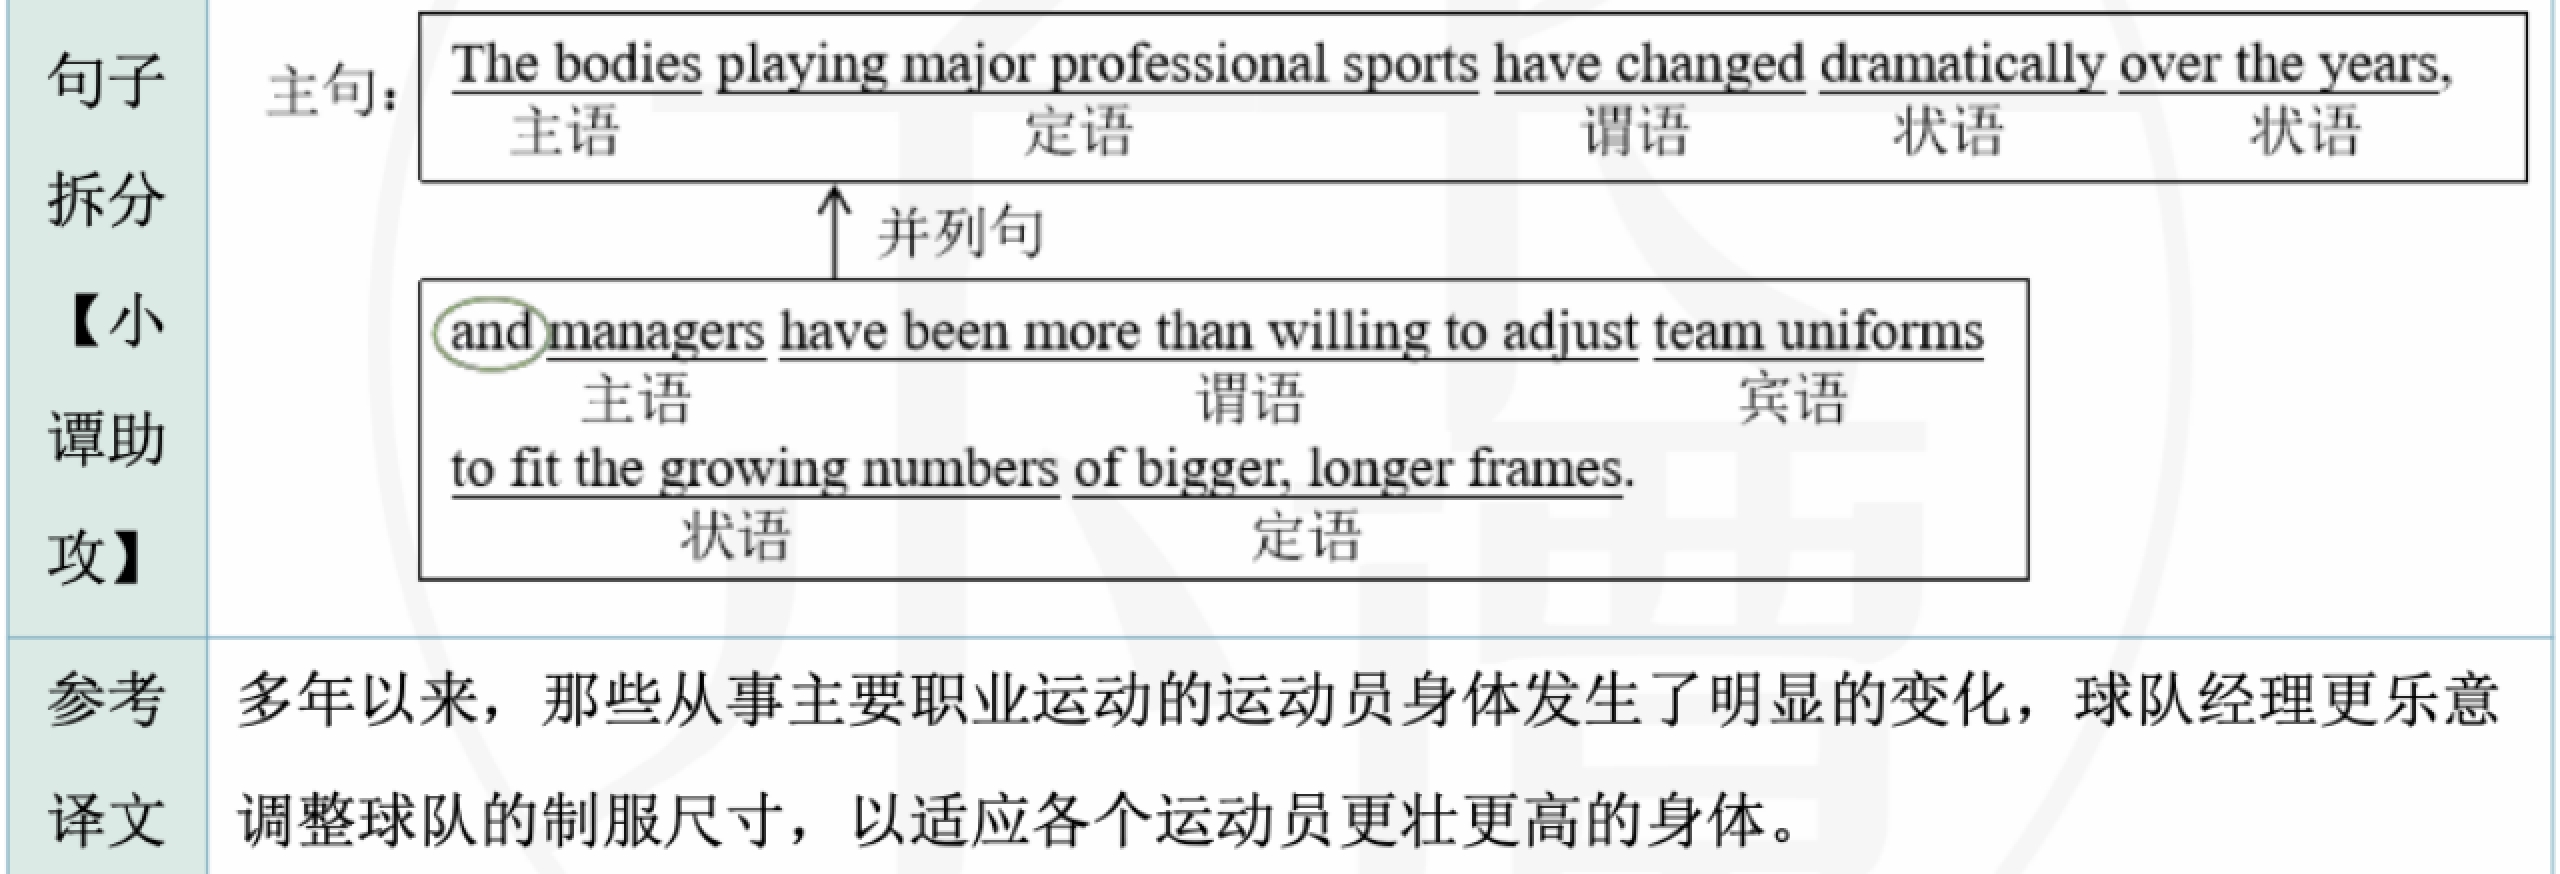 句子
拆分
【小
谭助
攻】
主句：
The bodies playing major professional sports have changed dramatically over the years,
主语 定语 谓语 状语 状语
并列句
and managers have been more than willing to adjust team uniforms
主语 谓语 宾语
to fit the growing numbers of bigger, longer frames.
状语 定语
参考
译文
多年以来，那些从事主要职业运动的运动员身体发生了明显的变化，球队经理更乐意
调整球队的制服尺寸，以适应各个运动员更壮更高的身体。